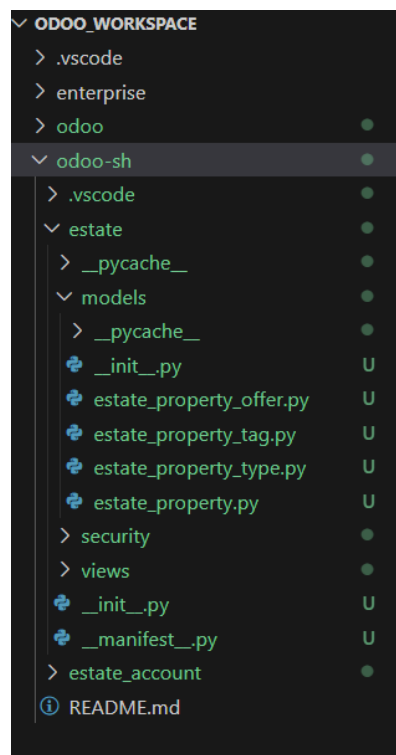 ODOO_WORKSPACE
.vscode
enterprise
odoo
odoo-sh
.vscode
estate
__pycache__
models
__pycache__
__init__.py U
estate_property_offer.py U
estate_property_tag.py U
estate_property_type.py U
estate_property.py U
security
views
__init__.py U
__manifest__.py U
estate_account
README.md